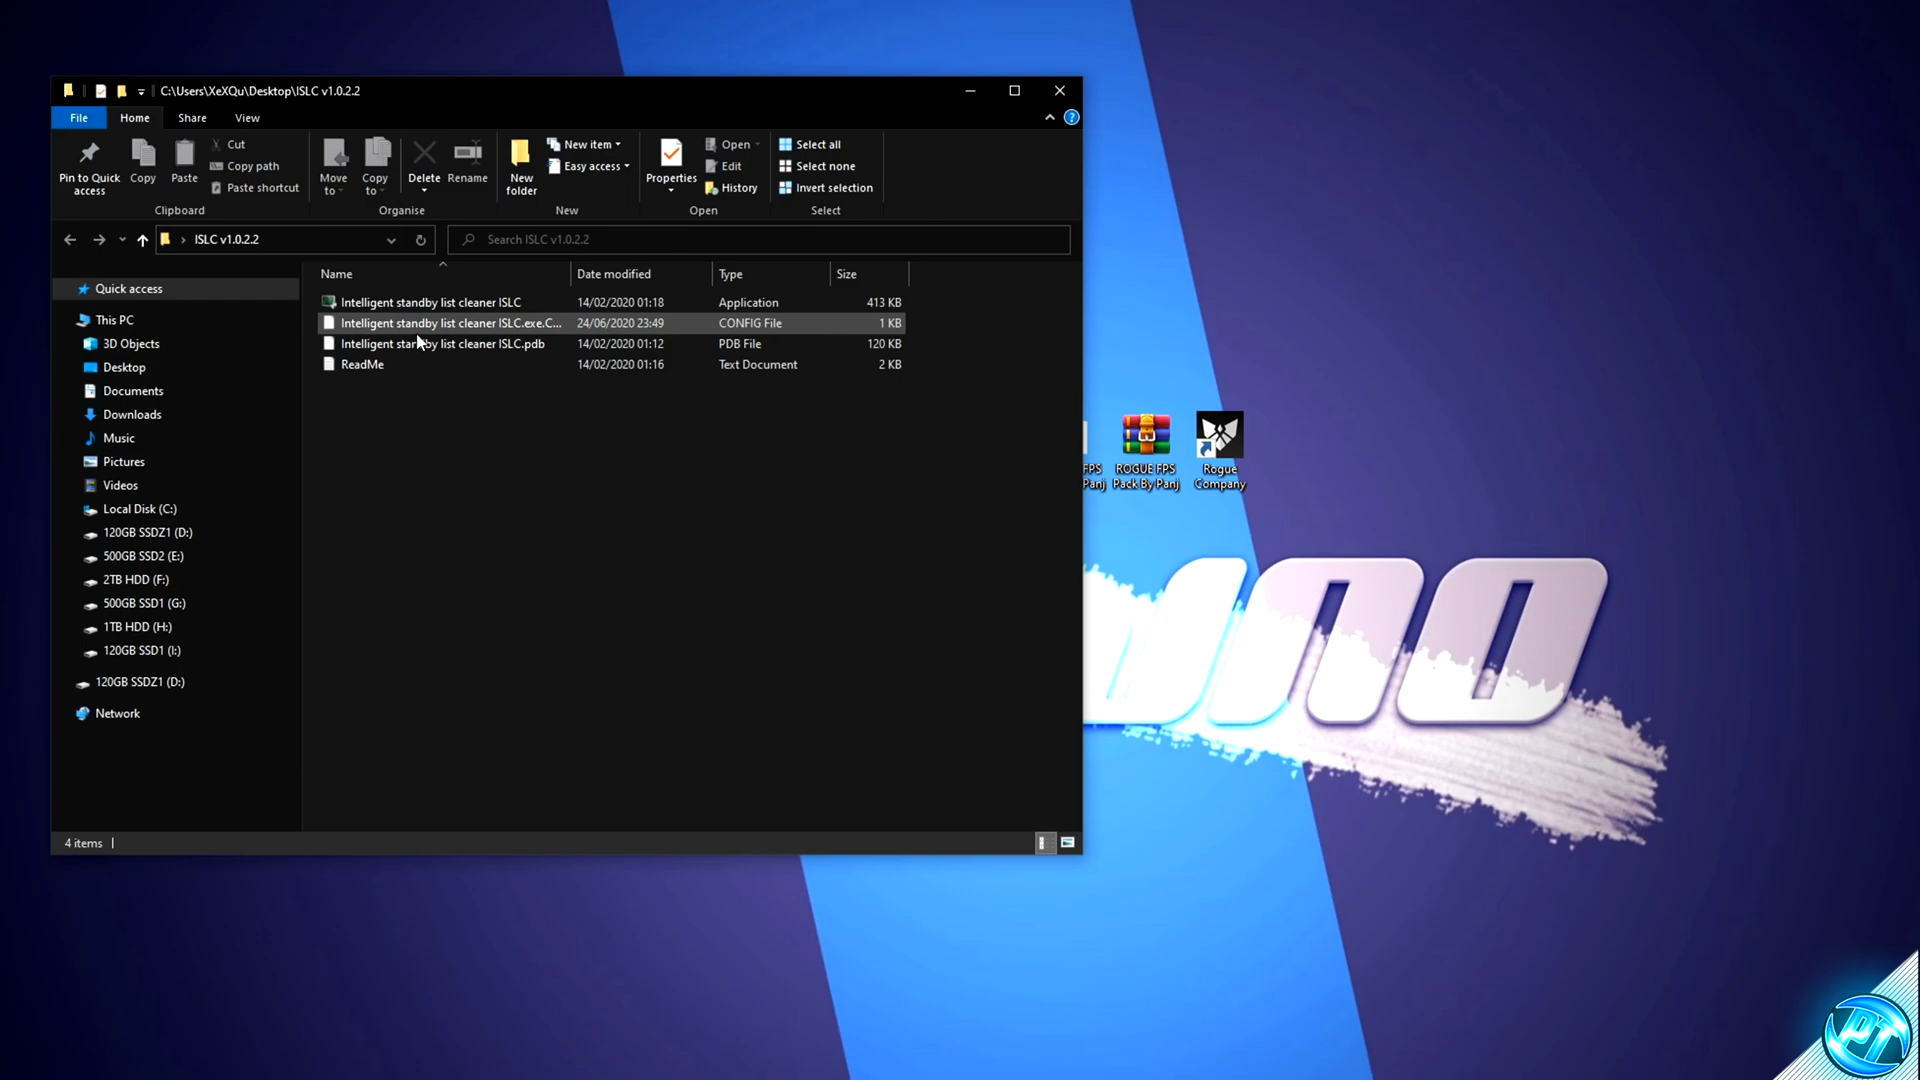 C:\Users\XeXQu\Desktop\ISLC v1.0.2.2
File
Home
Share
View
Pin to Quick access
Copy
Paste
Cut
Copy path
Paste shortcut
Clipboard
Move to
Copy to
Delete
Rename
Organise
New folder
New item
Easy access
New
Properties
Open
Edit
History
Open
Select all
Select none
Invert selection
Select
ISLC v1.0.2.2
Search ISLC v1.0.2.2
Name
Date modified
Type
Size
Intelligent standby list cleaner ISLC 14/02/2020 01:18 Application 413 KB
Intelligent standby list cleaner ISLC.exe.C... 24/06/2020 23:49 CONFIG File 1 KB
Intelligent standby list cleaner ISLC.pdb 14/02/2020 01:12 PDB File 120 KB
ReadMe 14/02/2020 01:16 Text Document 2 KB
Quick access
This PC
3D Objects
Desktop
Documents
Downloads
Music
Pictures
Videos
Local Disk (C:)
120GB SSDZ1 (D:)
500GB SSD2 (E:)
2TB HDD (F:)
500GB SSD1 (G:)
1TB HDD (H:)
120GB SSD1 (I:)
120GB SSDZ1 (D:)
Network
4 items
FPS
Panj
ROGUE FPS
Pack By Panj
Rogue
Company
PT